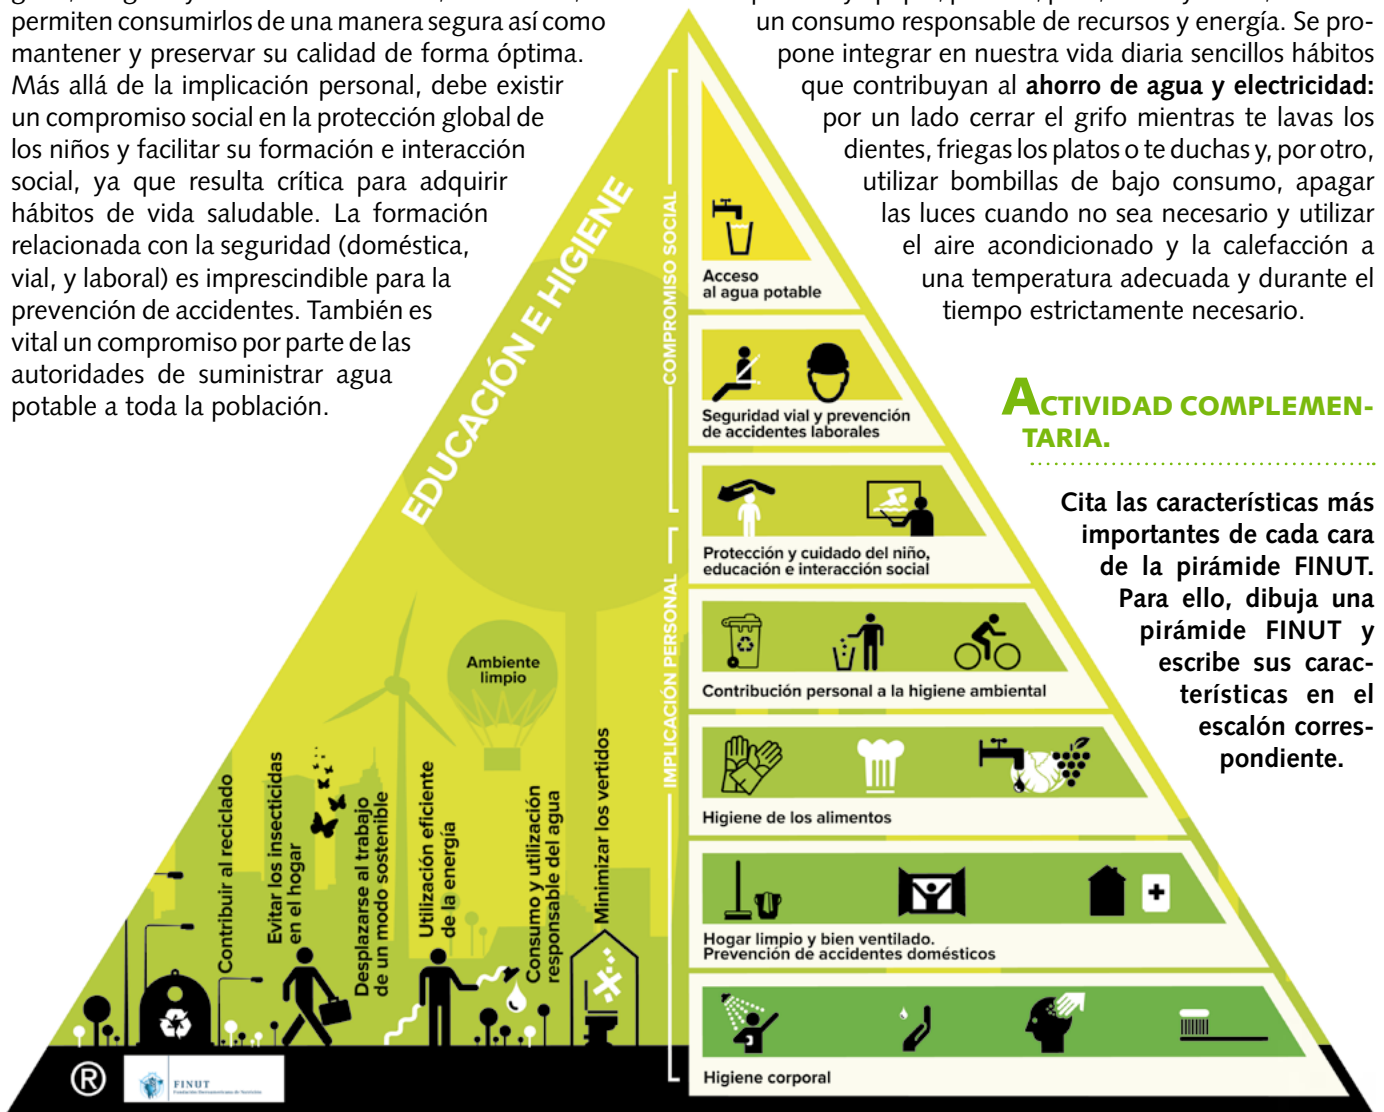 permiten consumirlos de una manera segura así como
mantener y preservar su calidad de forma óptima.
Más allá de la implicación personal, debe existir
un compromiso social en la protección global de
los niños y facilitar su formación e interacción
social, ya que resulta crítica para adquirir
hábitos de vida saludable. La formación
relacionada con la seguridad (doméstica,
vial, y laboral) es imprescindible para la
prevención de accidentes. También es
vital un compromiso por parte de las
autoridades de suministrar agua
potable a toda la población.
un consumo responsable de recursos y energía. Se pro-
pone integrar en nuestra vida diaria sencillos hábitos
que contribuyan al ahorro de agua y electricidad:
por un lado cerrar el grifo mientras te lavas los
dientes, friegas los platos o te duchas y, por otro,
utilizar bombillas de bajo consumo, apagar
las luces cuando no sea necesario y utilizar
el aire acondicionado y la calefacción a
una temperatura adecuada y durante el
tiempo estrictamente necesario.
ACTIVIDAD COMPLEMEN-
TARIA.
Cita las características más
importantes de cada cara
de la pirámide FINUT.
Para ello, dibuja una
pirámide FINUT y
escribe sus carac-
terísticas en el
escalón corres-
pondiente.
EDUCACIÓN E HIGIENE
COMPROMISO SOCIAL
IMPLICACIÓN PERSONAL
Acceso
al agua potable
Seguridad vial y prevención
de accidentes laborales
Protección y cuidado del niño,
educación e interacción social
Contribución personal a la higiene ambiental
Higiene de los alimentos
Hogar limpio y bien ventilado.
Prevención de accidentes domésticos
Higiene corporal
Ambiente
limpio
Contribuir al reciclado
Evitar los insecticidas
en el hogar
Desplazarse al trabajo
de un modo sostenible
Utilización eficiente
de la energía
Consumo y utilización
responsable del agua
Minimizar los vertidos
®
FINUT